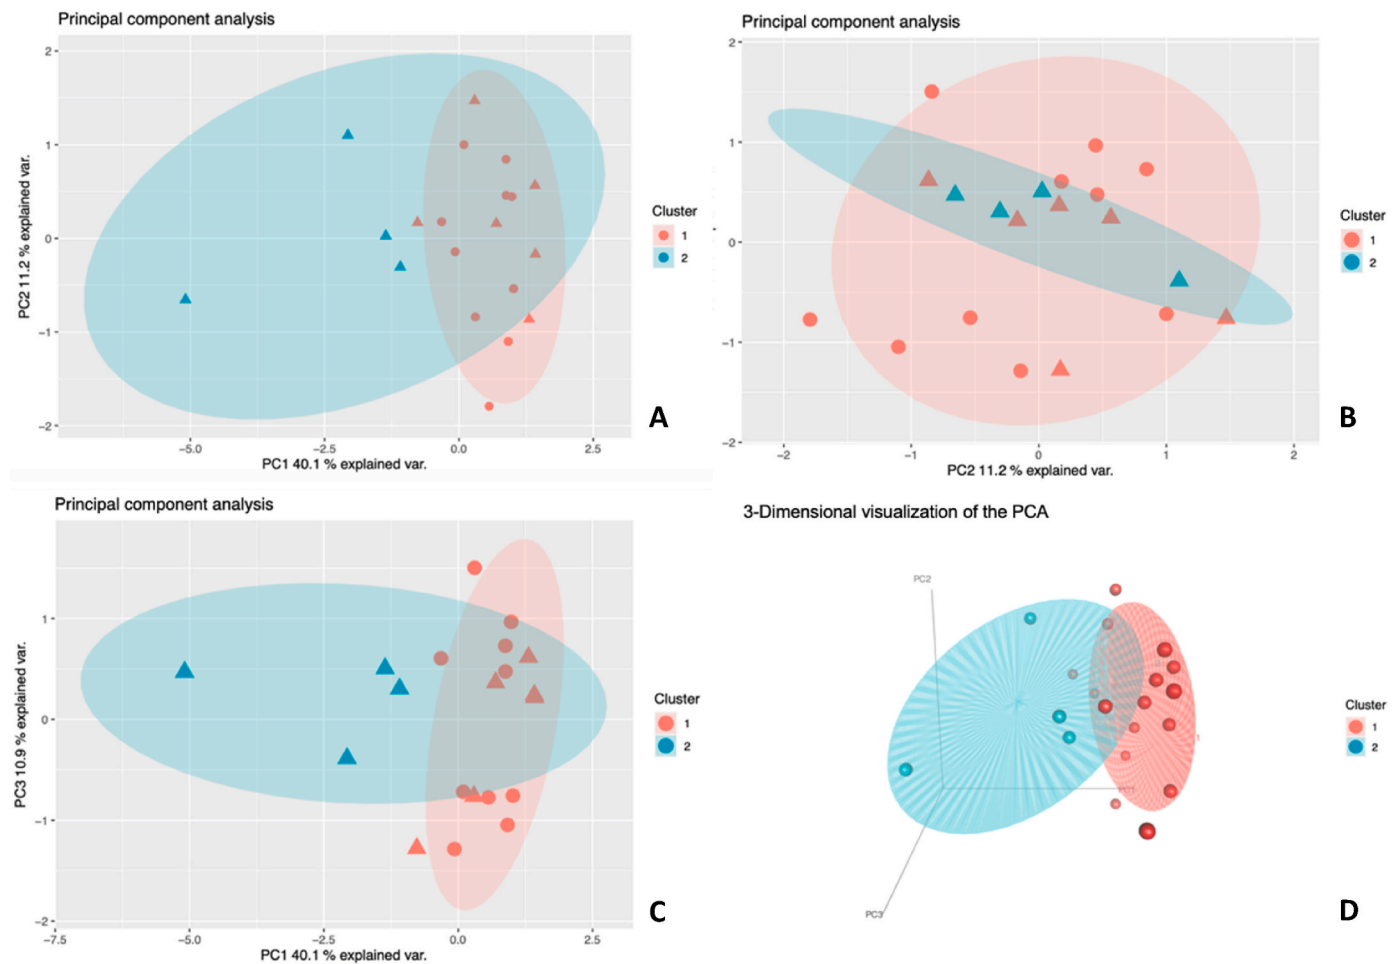 Principal component analysis
2
1
0
−1
−2
PC2 11.2 % explained var.
−5.0
−2.5
0.0
2.5
PC1 40.1 % explained var.
Cluster
1
2
A
Principal component analysis
2
1
0
−1
−2
−2
−1
0
1
2
PC2 11.2 % explained var.
Cluster
1
2
B
Principal component analysis
1
0
−1
−2
PC3 10.9 % explained var.
−7.5
−5.0
−2.5
0.0
2.5
PC1 40.1 % explained var.
Cluster
1
2
C
3-Dimensional visualization of the PCA
PC2
PC1
PC3
1
Cluster
1
2
D